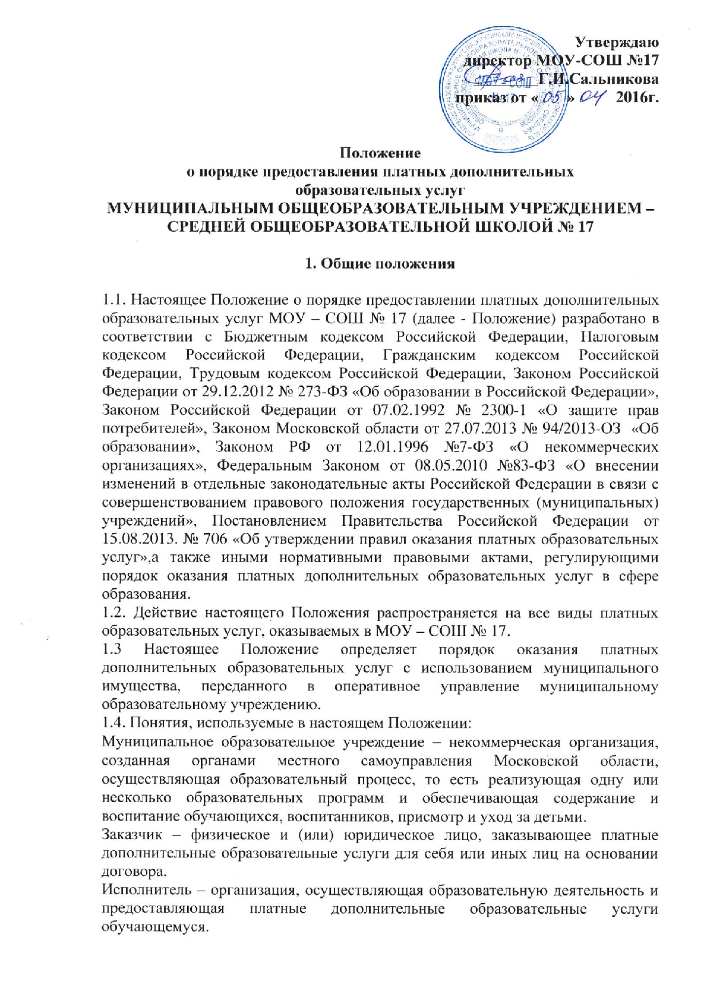 Утверждаю
директор МОУ-СОШ №17
Г.И.Сальникова
приказ от « 05 » 04 2016г.
МОУ - СОШ
№ 17
Положение
о порядке предоставления платных дополнительных
образовательных услуг
МУНИЦИПАЛЬНЫМ ОБЩЕОБРАЗОВАТЕЛЬНЫМ УЧРЕЖДЕНИЕМ –
СРЕДНЕЙ ОБЩЕОБРАЗОВАТЕЛЬНОЙ ШКОЛОЙ № 17
1. Общие положения
1.1. Настоящее Положение о порядке предоставлении платных дополнительных
образовательных услуг МОУ – СОШ № 17 (далее - Положение) разработано в
соответствии с Бюджетным кодексом Российской Федерации, Налоговым
кодексом Российской Федерации, Гражданским кодексом Российской
Федерации, Трудовым кодексом Российской Федерации, Законом Российской
Федерации от 29.12.2012 № 273-ФЗ «Об образовании в Российской Федерации»,
Законом Российской Федерации от 07.02.1992 № 2300-1 «О защите прав
потребителей», Законом Московской области от 27.07.2013 № 94/2013-ОЗ «Об
образовании», Законом РФ от 12.01.1996 №7-ФЗ «О некоммерческих
организациях», Федеральным Законом от 08.05.2010 №83-ФЗ «О внесении
изменений в отдельные законодательные акты Российской Федерации в связи с
совершенствованием правового положения государственных (муниципальных)
учреждений», Постановлением Правительства Российской Федерации от
15.08.2013. № 706 «Об утверждении правил оказания платных образовательных
услуг»,а также иными нормативными правовыми актами, регулирующими
порядок оказания платных дополнительных образовательных услуг в сфере
образования.
1.2. Действие настоящего Положения распространяется на все виды платных
образовательных услуг, оказываемых в МОУ – СОШ № 17.
1.3 Настоящее Положение определяет порядок оказания платных
дополнительных образовательных услуг с использованием муниципального
имущества, переданного в оперативное управление муниципальному
образовательному учреждению.
1.4. Понятия, используемые в настоящем Положении:
Муниципальное образовательное учреждение – некоммерческая организация,
созданная органами местного самоуправления Московской области,
осуществляющая образовательный процесс, то есть реализующая одну или
несколько образовательных программ и обеспечивающая содержание и
воспитание обучающихся, воспитанников, присмотр и уход за детьми.
Заказчик – физическое и (или) юридическое лицо, заказывающее платные
дополнительные образовательные услуги для себя или иных лиц на основании
договора.
Исполнитель – организация, осуществляющая образовательную деятельность и
предоставляющая платные дополнительные образовательные услуги
обучающемуся.